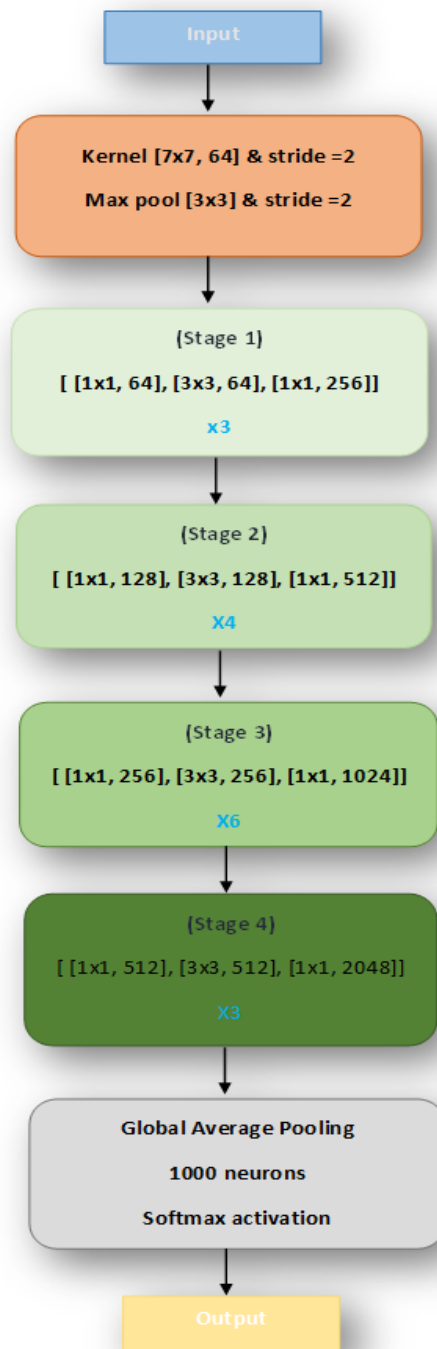 Input
Kernel [7x7, 64] & stride =2
Max pool [3x3] & stride =2
(Stage 1)
[ [1x1, 64], [3x3, 64], [1x1, 256]]
x3
(Stage 2)
[ [1x1, 128], [3x3, 128], [1x1, 512]]
X4
(Stage 3)
[ [1x1, 256], [3x3, 256], [1x1, 1024]]
X6
(Stage 4)
[ [1x1, 512], [3x3, 512], [1x1, 2048]]
X3
Global Average Pooling
1000 neurons
Softmax activation
Output